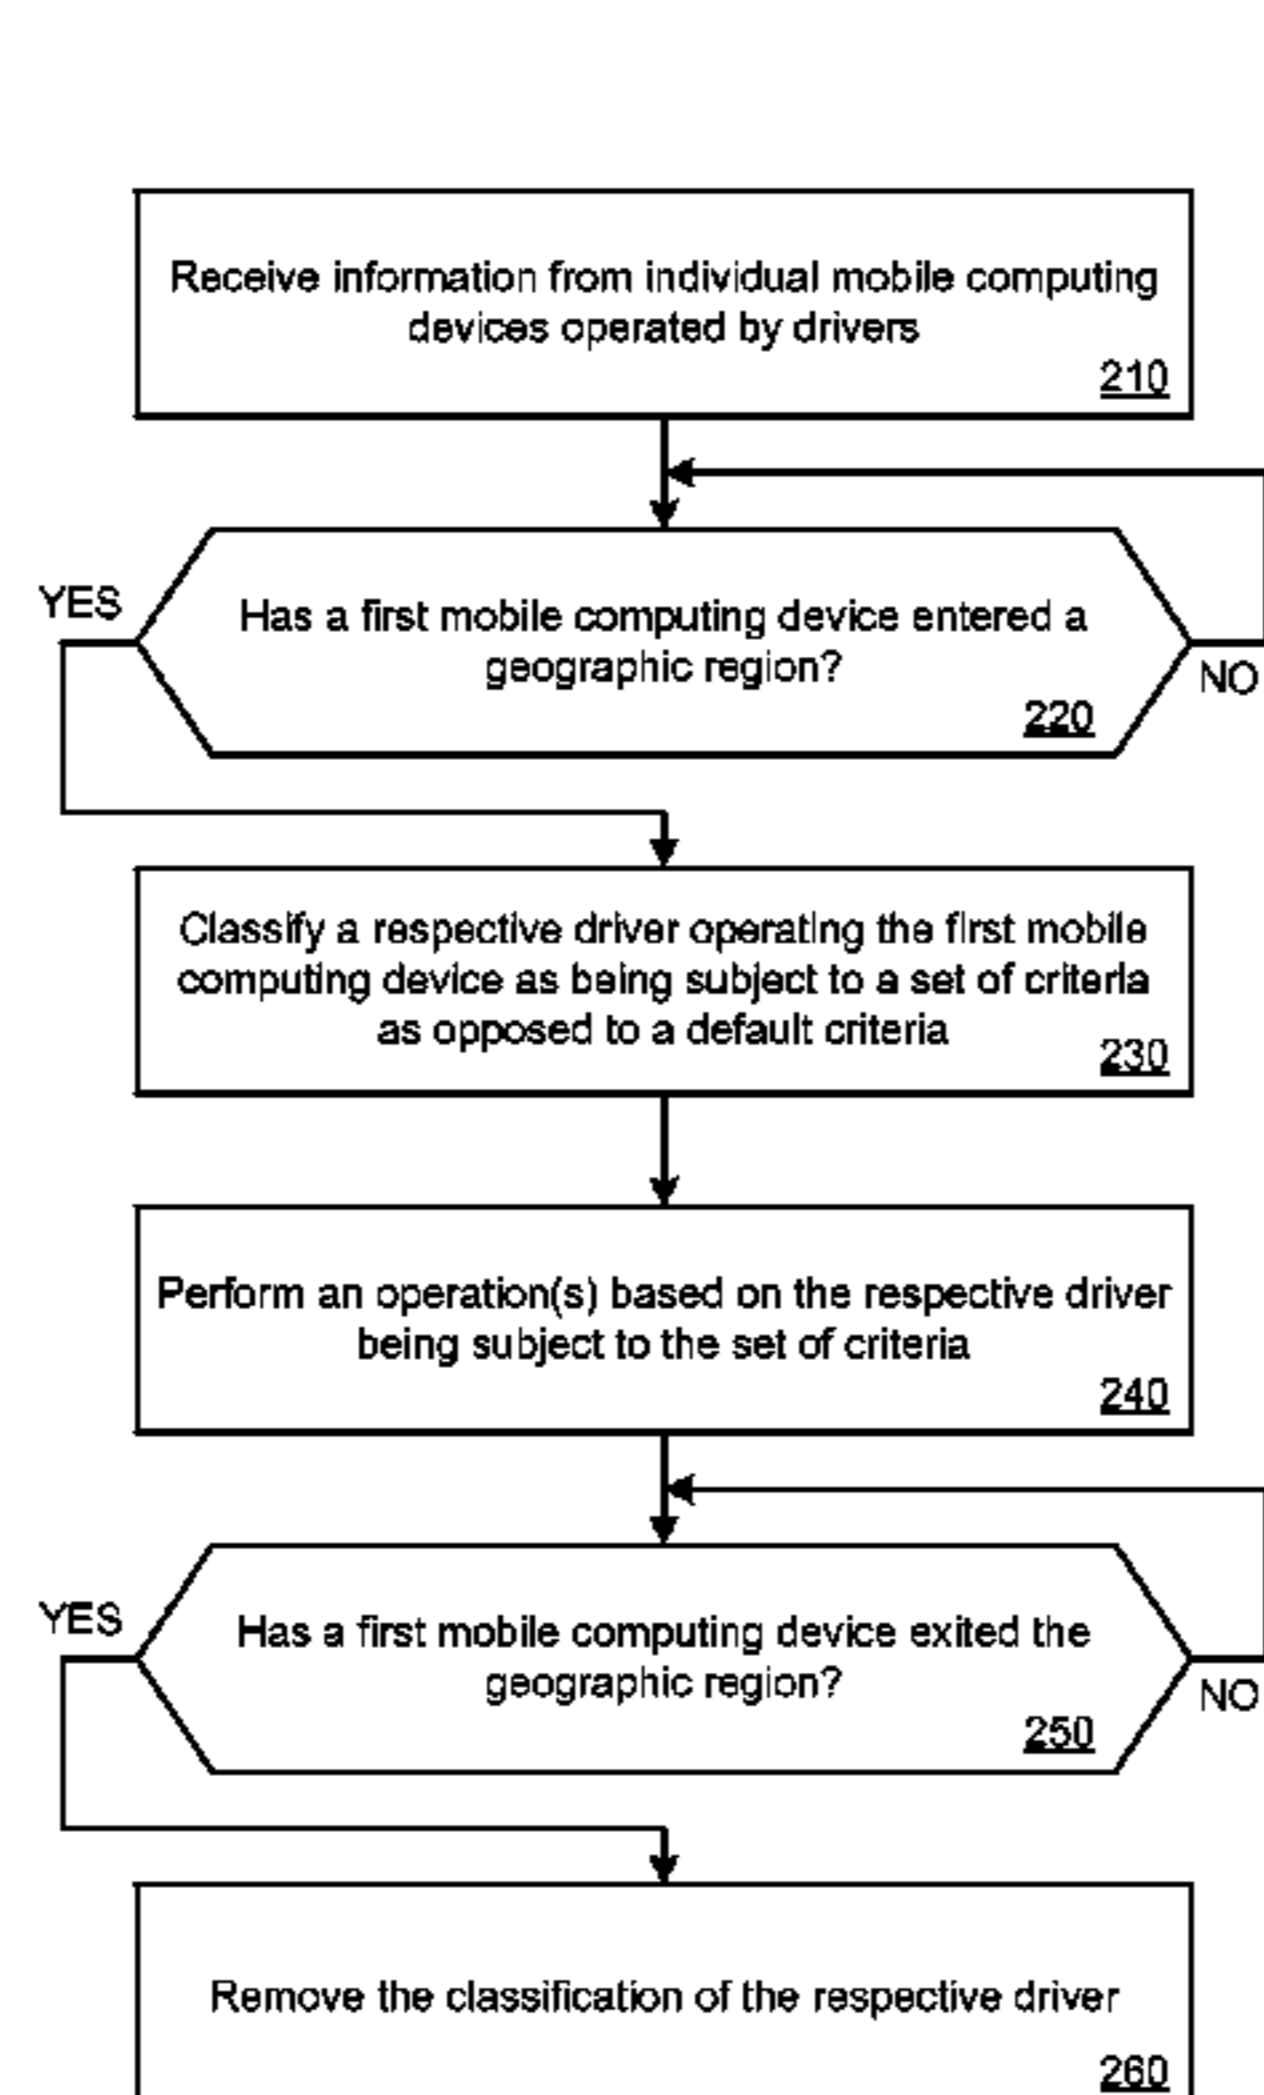 Receive information from individual mobile computing
devices operated by drivers
210
YES
Has a first mobile computing device entered a
geographic region?
NO
220
Classify a respective driver operating the first mobile
computing device as being subject to a set of criteria
as opposed to a default criteria
230
Perform an operation(s) based on the respective driver
being subject to the set of criteria
240
YES
Has a first mobile computing device exited the
geographic region?
NO
250
Remove the classification of the respective driver
260